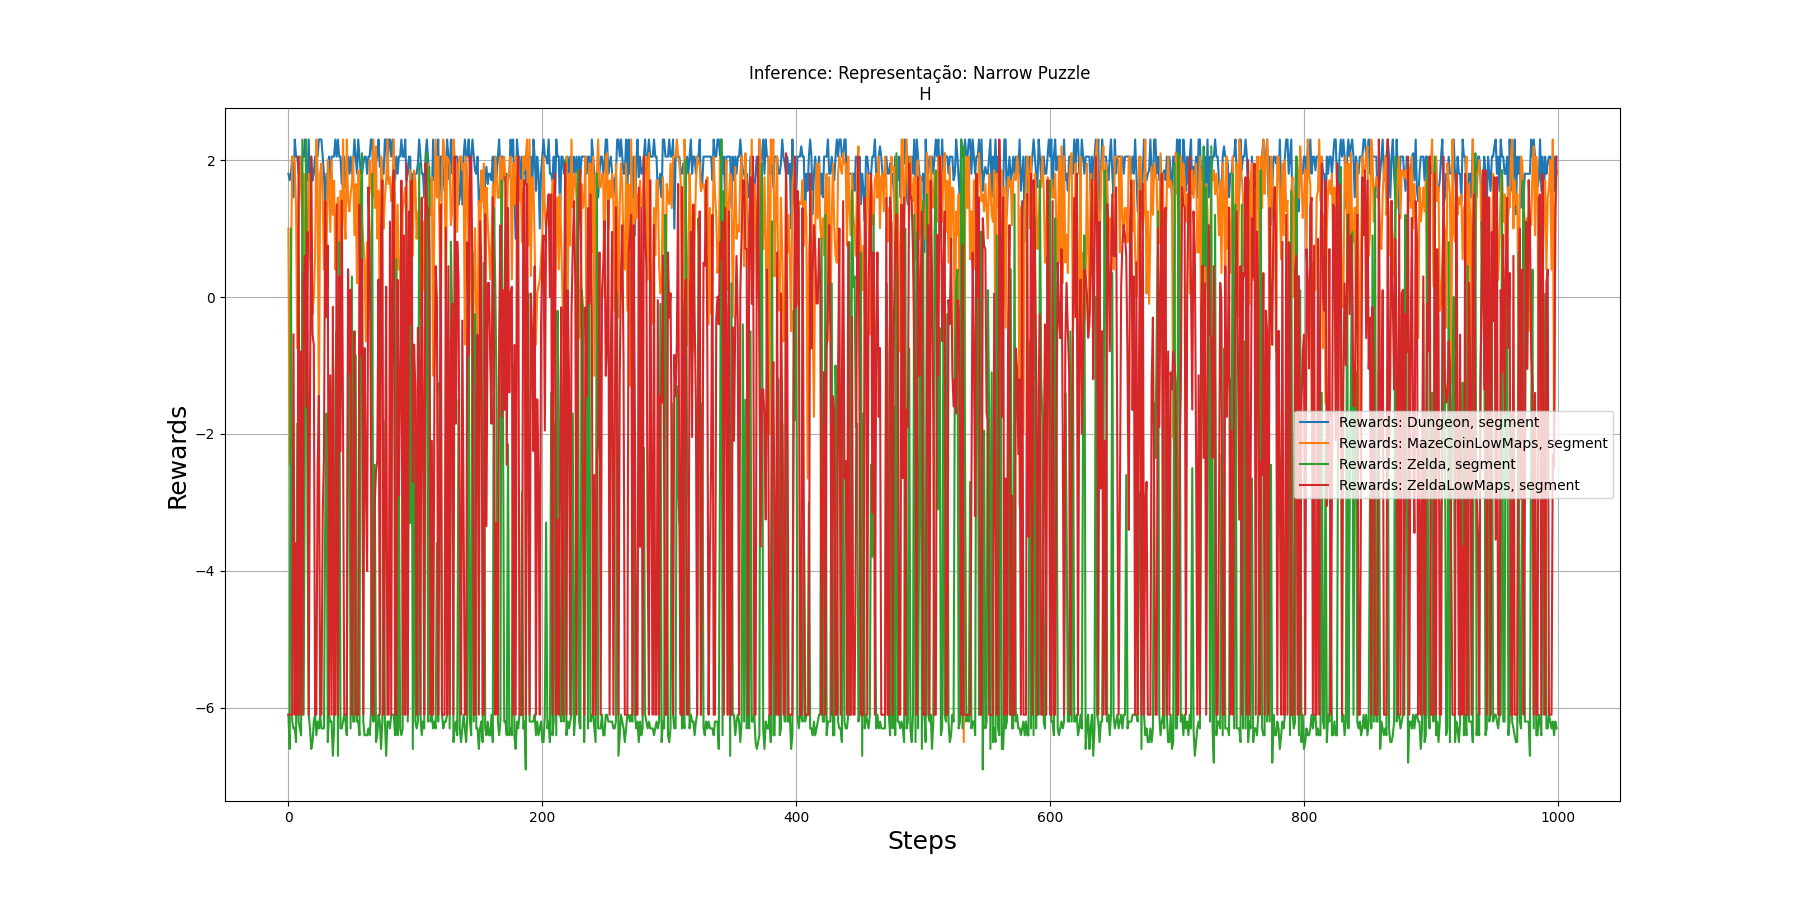 Inference: Representação: Narrow Puzzle
H
Rewards
2
0
−2
−4
−6
Rewards: Dungeon, segment
Rewards: MazeCoinLowMaps, segment
Rewards: Zelda, segment
Rewards: ZeldaLowMaps, segment
0
200
400
600
800
1000
Steps